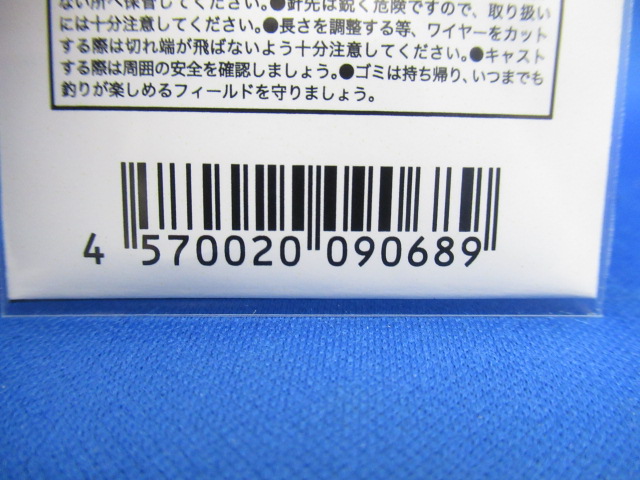 ない所へ保管してください。●針先は鋭く危険ですので、取り扱い
には十分注意してください。●長さを調整する等、ワイヤーをカット
する際は切れ端が飛ばないよう十分注意してください。●キャスト
する際は周囲の安全を確認しましょう。●ゴミは持ち帰り、いつまでも
釣りが楽しめるフィールドを守りましょう。
4 570020 090689